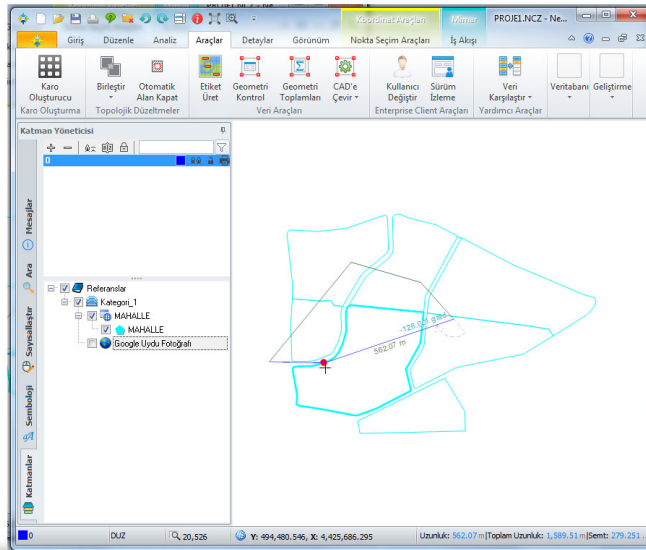 Koordinat Araçları
Mimar
PROJE1.NCZ - Ne...
Giriş
Düzenle
Analiz
Araçlar
Detaylar
Görünüm
Nokta Seçim Araçları
İş Akışı
Karo Oluşturucu
Birleştir
Otomatik Alan Kapat
Etiket Üret
Geometri Kontrol
Geometri Toplamları
CAD'e Çevir
Kullanıcı Değiştir
Sürüm İzleme
Veri Karşılaştır
Veritabanı
Geliştirme
Karo Oluşturma
Topolojik Düzeltmeler
Veri Araçları
Enterprise Client Araçları
Yardımcı Araçlar
Katman Yöneticisi
0
Mesajlar
Ara
Sayısallaştır
Semboloji
Katmanlar
Referanslar
Kategori_1
MAHALLE
MAHALLE
Google Uydu Fotoğrafı
562.07 m
0
DUZ
20,526
Y: 494,480.546, X: 4,425,686.295
Uzunluk: 562.07 m|Toplam Uzunluk: 1,589.51 m|Semt: 279.251 ...